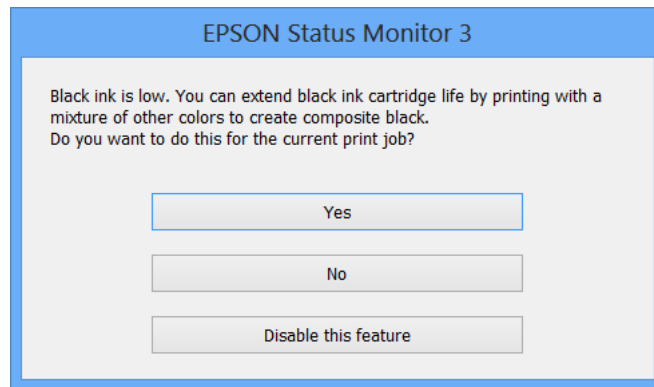 EPSON Status Monitor 3
Black ink is low. You can extend black ink cartridge life by printing with a
mixture of other colors to create composite black.
Do you want to do this for the current print job?
Yes
No
Disable this feature